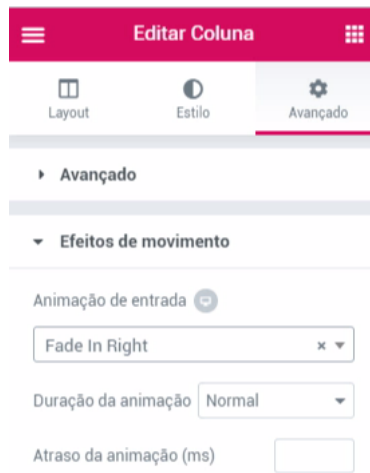 Editar Coluna
Layout
Estilo
Avançado
Avançado
Efeitos de movimento
Animação de entrada
Fade In Right
Duração da animação Normal
Atraso da animação (ms)